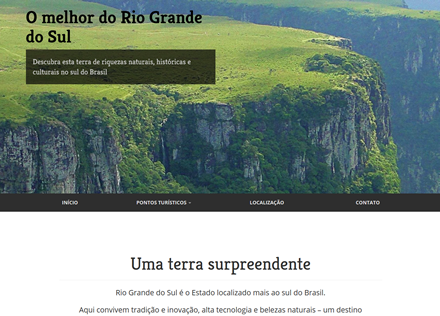 O melhor do Rio Grande
do Sul
Descubra esta terra de riquezas naturais, históricas e
culturais no sul do Brasil
INÍCIO
PONTOS TURÍSTICOS
LOCALIZAÇÃO
CONTATO
Uma terra surpreendente
Rio Grande do Sul é o Estado localizado mais ao sul do Brasil.
Aqui convivem tradição e inovação, alta tecnologia e belezas naturais – um destino